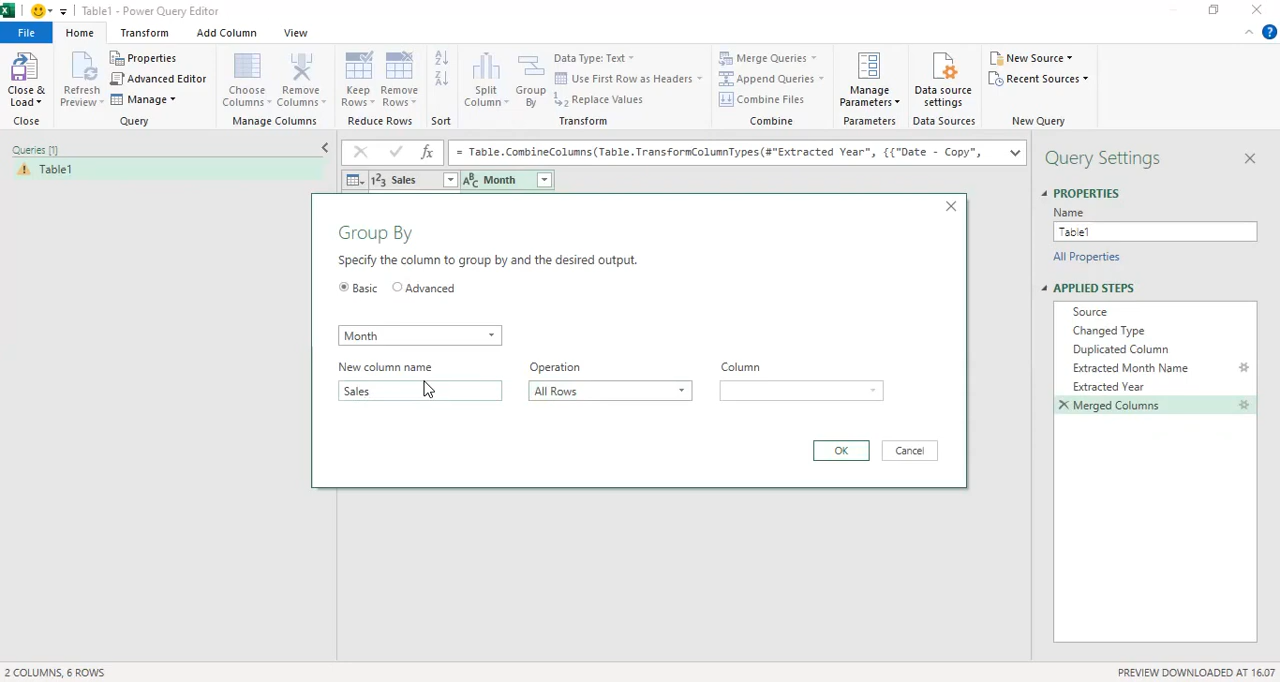 Table1 - Power Query Editor
File
Home
Transform
Add Column
View
Close &
Load
Close
Refresh
Preview
Properties
Advanced Editor
Manage
Query
Choose
Columns
Remove
Columns
Manage Columns
Keep
Rows
Remove
Rows
Reduce Rows
Sort
Split
Column
Group
By
Data Type: Text
Use First Row as Headers
Replace Values
Transform
Merge Queries
Append Queries
Combine Files
Combine
Manage
Parameters
Parameters
Data source
settings
Data Sources
New Source
Recent Sources
New Query
Queries [1]
Table1
fx
= Table.CombineColumns(Table.TransformColumnTypes(#"Extracted Year", {{"Date - Copy",
123 Sales
ABC Month
Group By
Specify the column to group by and the desired output.
Basic
Advanced
Month
New column name
Operation
Column
Sales
All Rows
OK
Cancel
Query Settings
PROPERTIES
Name
Table1
All Properties
APPLIED STEPS
Source
Changed Type
Duplicated Column
Extracted Month Name
Extracted Year
Merged Columns
2 COLUMNS, 6 ROWS
PREVIEW DOWNLOADED AT 16.07